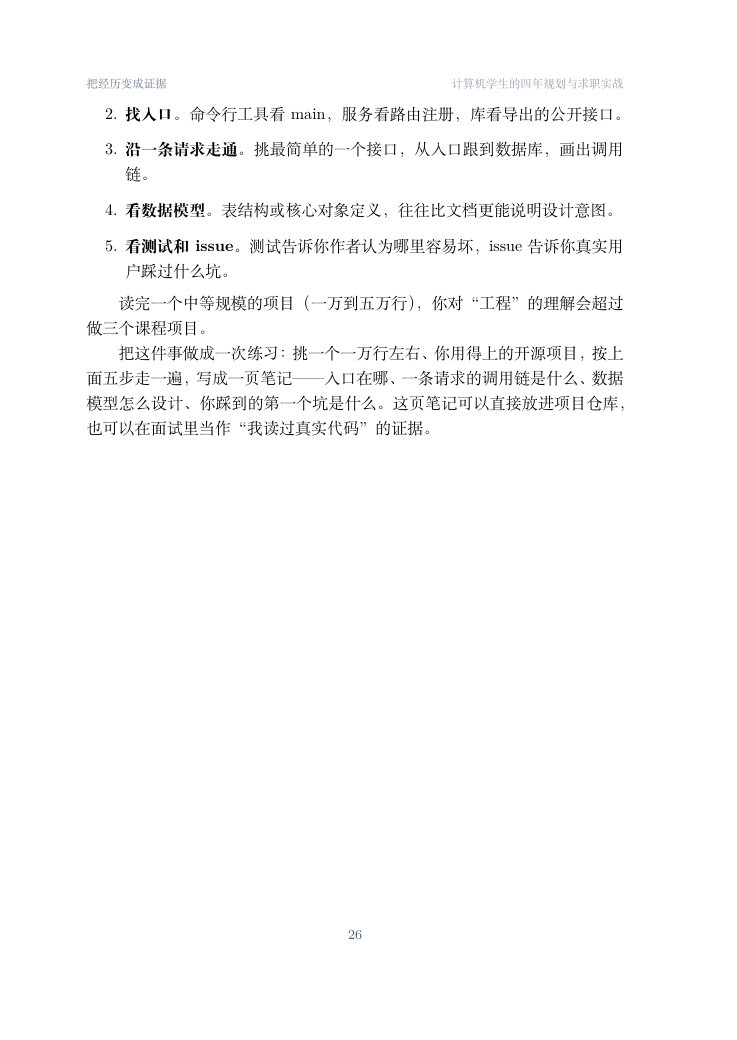 把经历变成证据 计算机学生的四年规划与求职实战
2. 找入口。命令行工具看 main，服务看路由注册，库看导出的公开接口。
3. 沿一条请求走通。挑最简单的一个接口，从入口跟到数据库，画出调用
链。
4. 看数据模型。表结构或核心对象定义，往往比文档更能说明设计意图。
5. 看测试和 issue。测试告诉你作者认为哪里容易坏，issue 告诉你真实用
户踩过什么坑。
读完一个中等规模的项目（一万到五万行），你对“工程”的理解会超过
做三个课程项目。
把这件事做成一次练习：挑一个一万行左右、你用得上的开源项目，按上
面五步走一遍，写成一页笔记——入口在哪、一条请求的调用链是什么、数据
模型怎么设计、你踩到的第一个坑是什么。这页笔记可以直接放进项目仓库，
也可以在面试里当作“我读过真实代码”的证据。
26